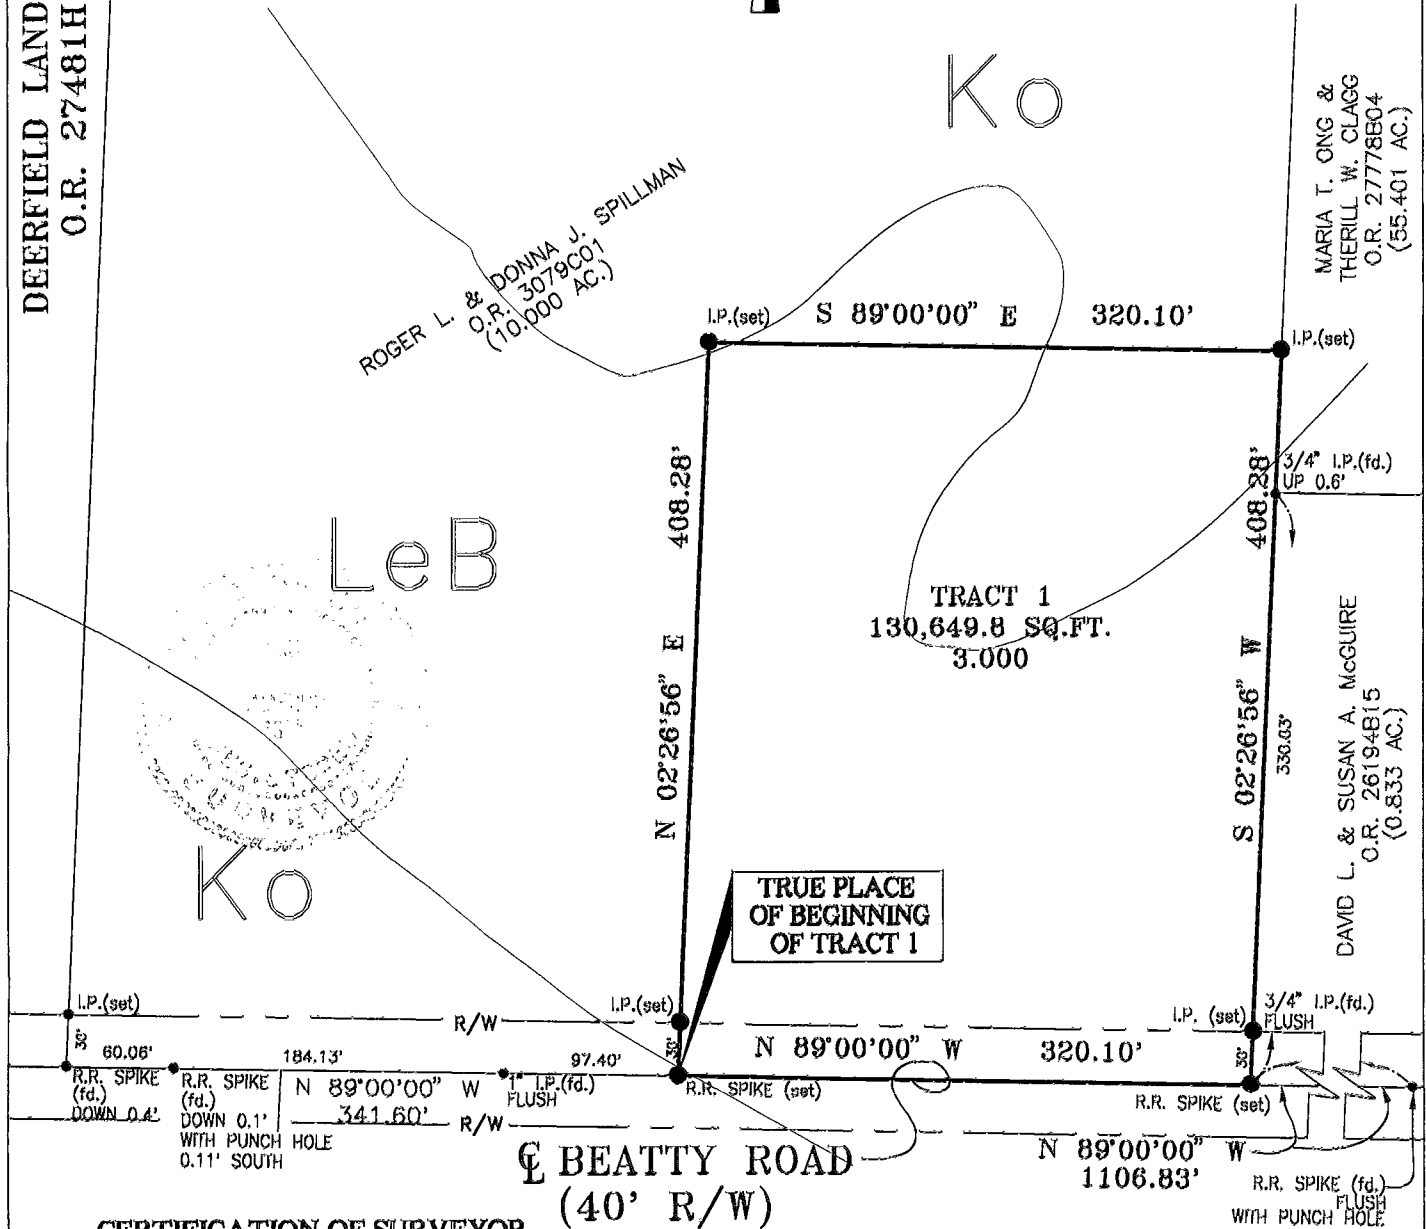 DEERFIELD LAND
O.R. 27481H
Ko
MARIA T. ONG &
THERILL W. CLAGG
O.R. 27778B04
(55.401 AC.)
ROGER L. & DONNA J. SPILLMAN
O.R. 3079C01
(10.000 AC.)
I.P.(set)
S 89°00'00" E 320.10'
I.P.(set)
N 02°26'56" E 408.28'
S 02°26'56" W 408.28'
3/4" I.P.(fd.)
UP 0.6'
LeB
TRACT 1
130,649.8 SQ.FT.
3.000
330.03'
DAVID L. & SUSAN A. McGUIRE
O.R. 26194B15
(0.833 AC.)
Ko
TRUE PLACE
OF BEGINNING
OF TRACT 1
I.P.(set)
R/W
I.P.(set)
I.P. (set)
3/4" I.P.(fd.)
FLUSH
30'
60.06'
184.13'
97.40'
30'
N 89°00'00" W 320.10'
30'
R.R. SPIKE
(fd.)
DOWN 0.4'
R.R. SPIKE
(fd.)
DOWN 0.1'
WITH PUNCH HOLE
0.11' SOUTH
N 89°00'00" W
341.60'
1" I.P.(fd.)
FLUSH
R/W
R.R. SPIKE (set)
R.R. SPIKE (set)
℄ BEATTY ROAD
(40' R/W)
N 89°00'00" W
1106.83'
R.R. SPIKE (fd.)
FLUSH
WITH PUNCH HOLE
CERTIFICATION OF SURVEYOR